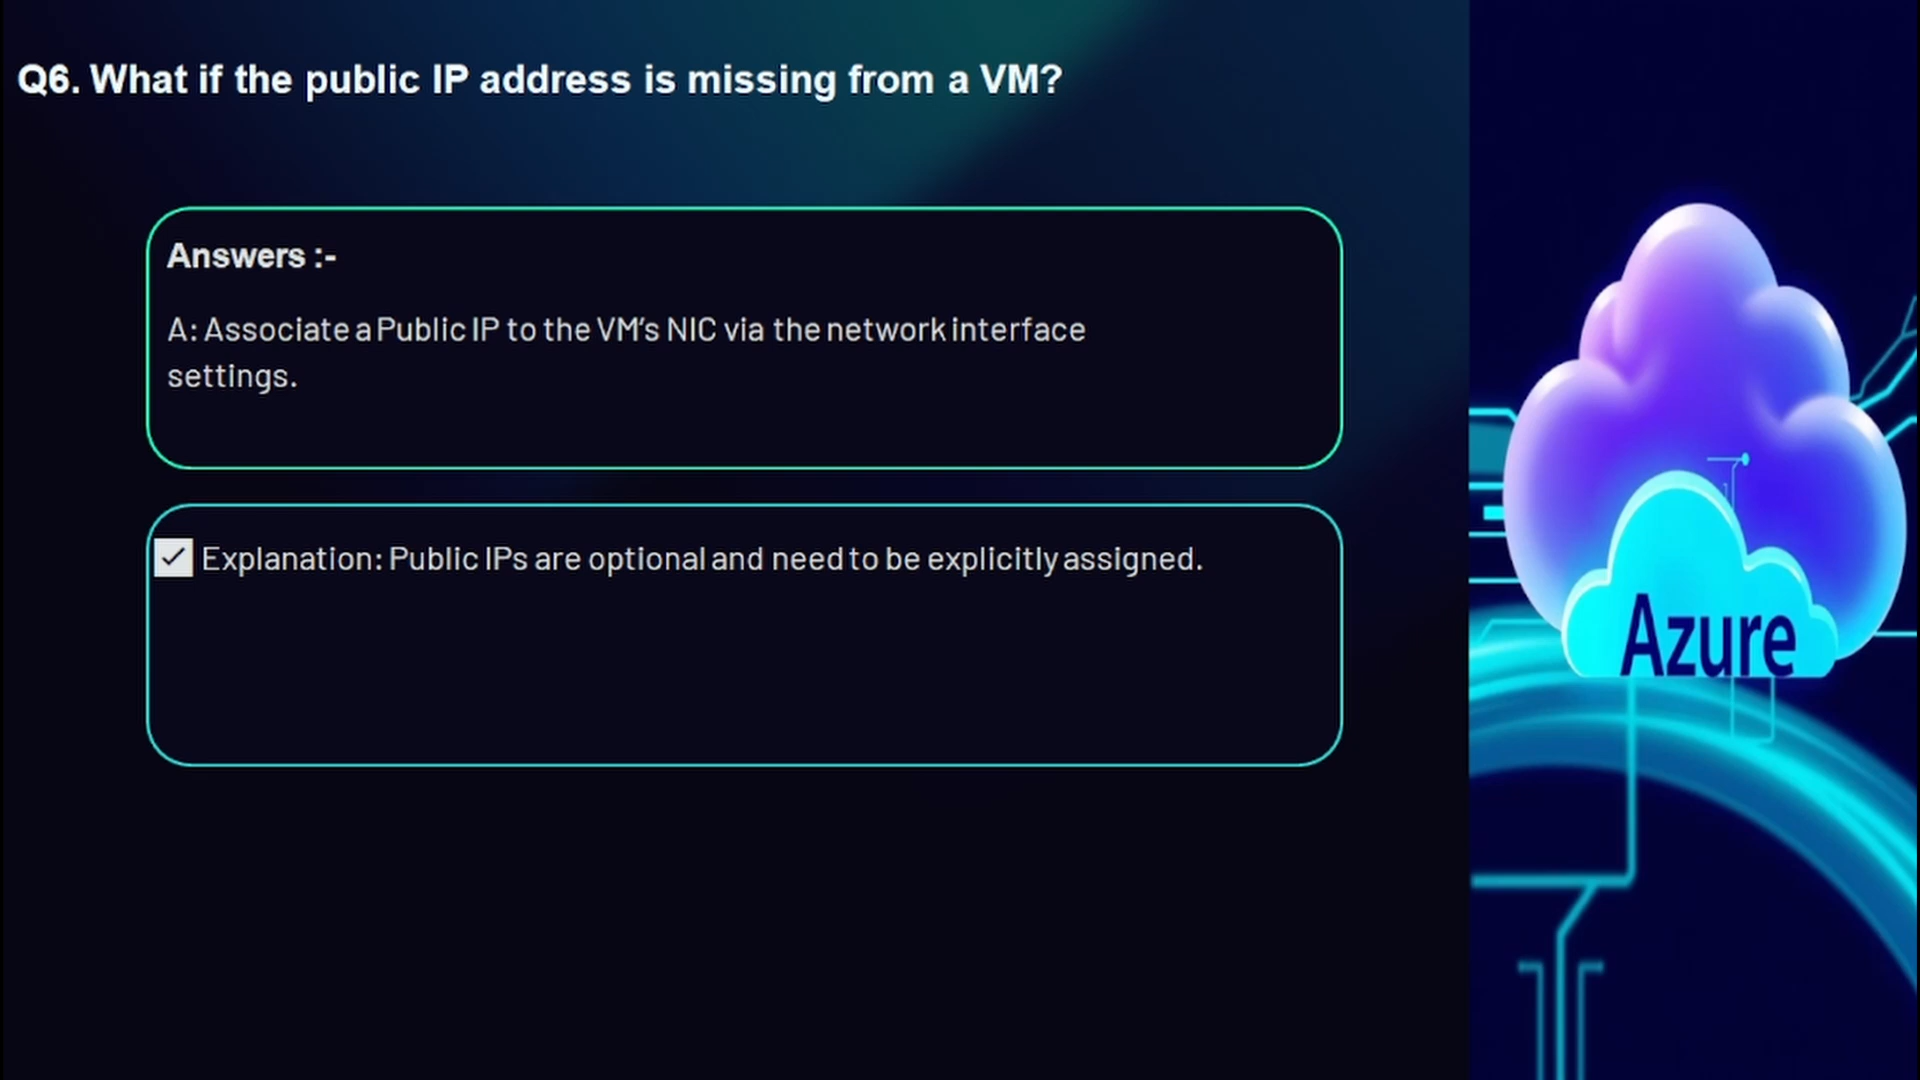 Q6. What if the public IP address is missing from a VM?
Answers :-
A: Associate a Public IP to the VM’s NIC via the network interface
settings.
Explanation: Public IPs are optional and need to be explicitly assigned.
Azure